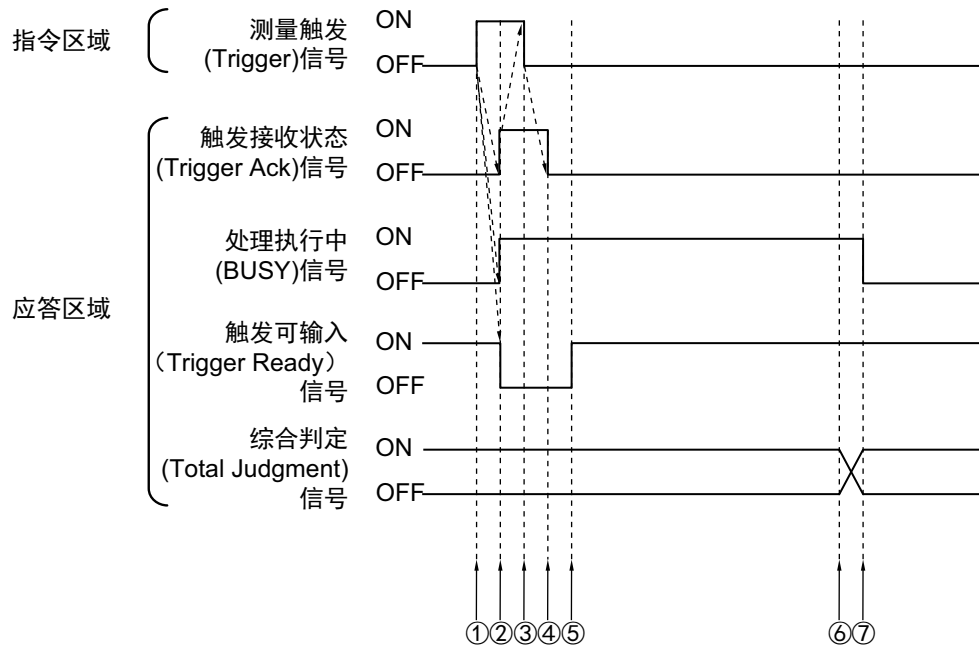 指令区域
测量触发
(Trigger)信号
ON
OFF
应答区域
触发接收状态
(Trigger Ack)信号
ON
OFF
处理执行中
(BUSY)信号
ON
OFF
触发可输入
（Trigger Ready）
信号
ON
OFF
综合判定
(Total Judgment)
信号
ON
OFF
①②③④⑤ ⑥⑦